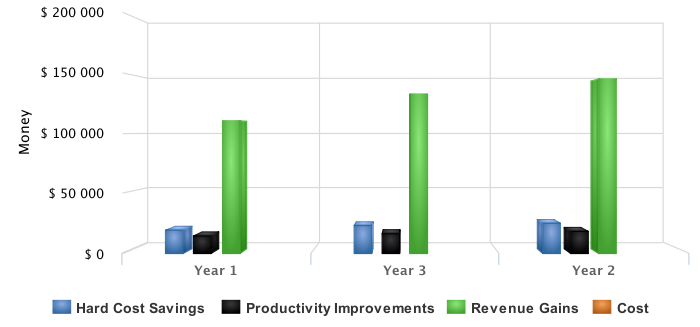 $ 200 000
$ 150 000
$ 100 000
$ 50 000
$ 0
Money
Year 1 Year 3 Year 2
Hard Cost Savings Productivity Improvements Revenue Gains Cost